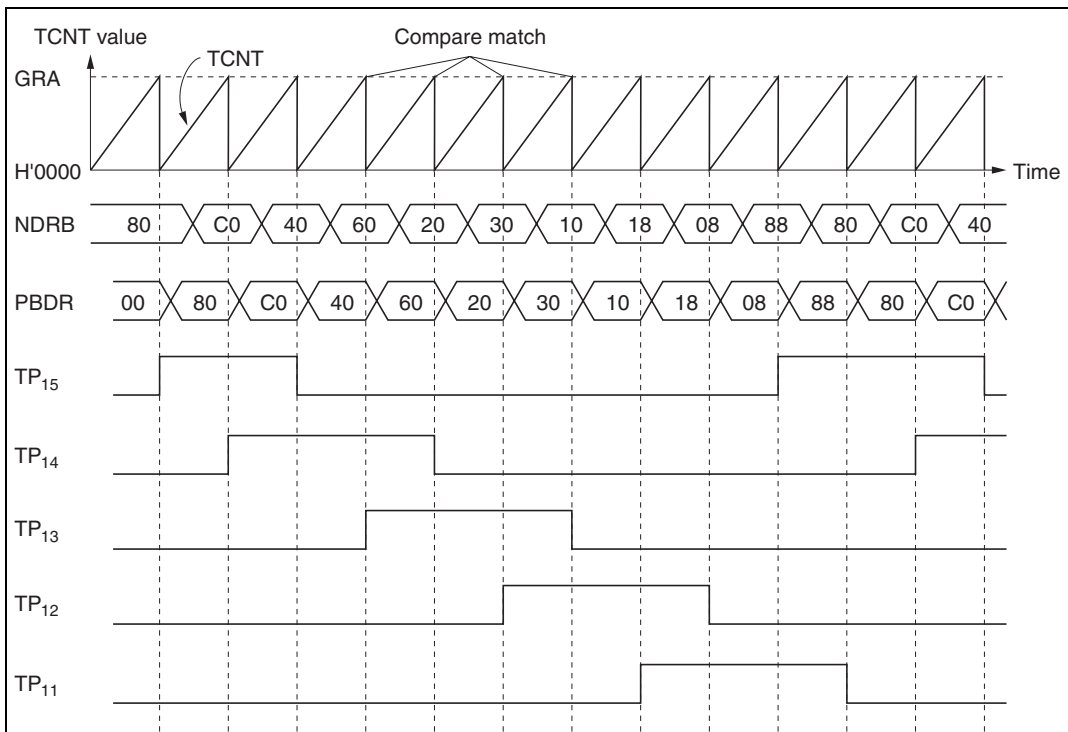 TCNT value
Compare match
TCNT
GRA
H'0000
Time
NDRB 80 C0 40 60 20 30 10 18 08 88 80 C0 40
PBDR 00 80 C0 40 60 20 30 10 18 08 88 80 C0
TP15
TP14
TP13
TP12
TP11